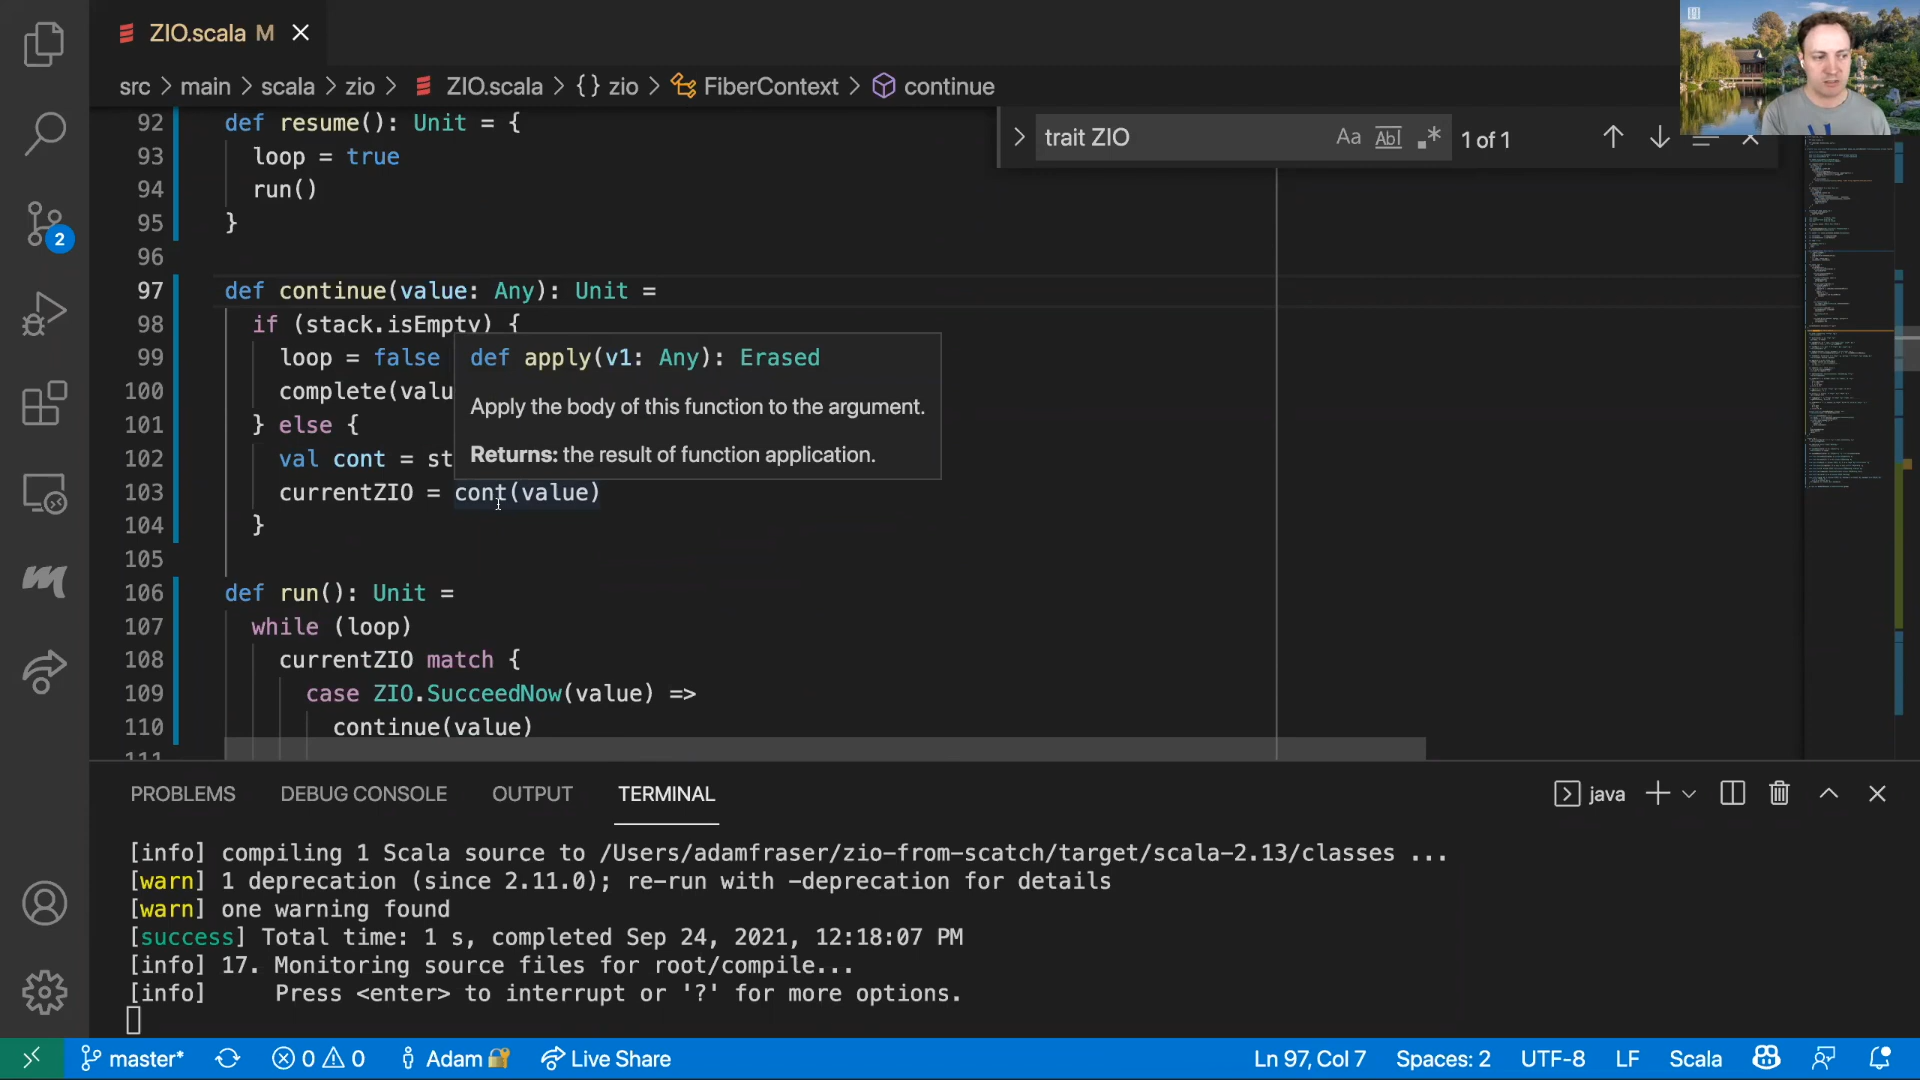 ZIO.scala M
src > main > scala > zio > ZIO.scala > {} zio > FiberContext > continue
trait ZIO Aa Abl .* 1 of 1
92 def resume(): Unit = {
93 loop = true
94 run()
95 }
96
97 def continue(value: Any): Unit =
98 if (stack.isEmpty) {
99 loop = false
100 complete(valu
101 } else {
102 val cont = st
103 currentZIO = cont(value)
104 }
105
106 def run(): Unit =
107 while (loop)
108 currentZIO match {
109 case ZIO.SucceedNow(value) =>
110 continue(value)
111
def apply(v1: Any): Erased
Apply the body of this function to the argument.
Returns: the result of function application.
2
PROBLEMS DEBUG CONSOLE OUTPUT TERMINAL java
[info] compiling 1 Scala source to /Users/adamfraser/zio-from-scatch/target/scala-2.13/classes ...
[warn] 1 deprecation (since 2.11.0); re-run with -deprecation for details
[warn] one warning found
[success] Total time: 1 s, completed Sep 24, 2021, 12:18:07 PM
[info] 17. Monitoring source files for root/compile...
[info] Press <enter> to interrupt or '?' for more options.
master* 0 0 Adam Live Share Ln 97, Col 7 Spaces: 2 UTF-8 LF Scala